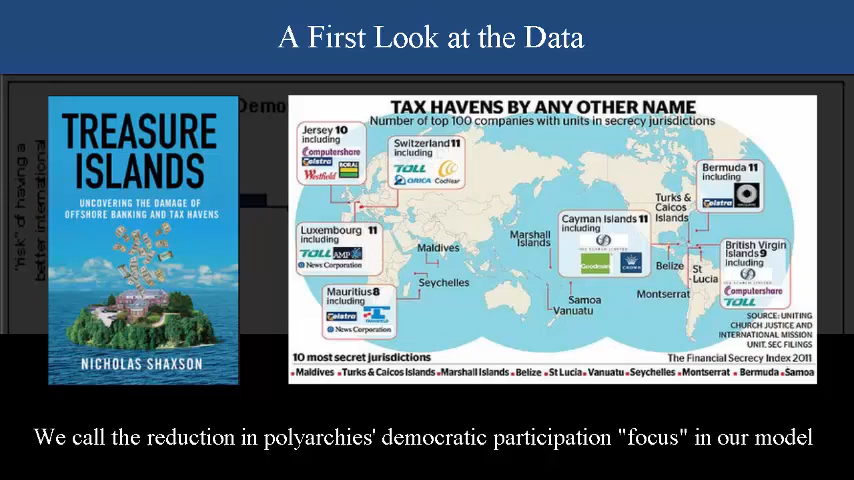 A First Look at the Data
Demo
"risk" of having a
better international
TREASURE
ISLANDS
UNCOVERING THE DAMAGE OF
OFFSHORE BANKING AND TAX HAVENS
NICHOLAS SHAXSON
TAX HAVENS BY ANY OTHER NAME
Number of top 100 companies with units in secrecy jurisdictions
Jersey 10
including
Computershare
Telstra
BORAL
Westfield
Switzerland 11
including
TOLL
ORICA
Cochlear
Bermuda 11
including
Telstra
Turks &
Caicos
Islands
Luxembourg 11
including
TOLL AMP
News Corporation
Maldives
Seychelles
Marshall
Islands
Cayman Islands 11
including
Goodman
CROWN
Belize
St
Lucia
Montserrat
British Virgin
Islands 9
including
Computershare
TOLL
Mauritius 8
including
Telstra
News Corporation
Samoa
Vanuatu
SOURCE: UNITING
CHURCH JUSTICE AND
INTERNATIONAL MISSION
UNIT. SEC FILINGS
10 most secret jurisdictions
The Financial Secrecy Index 2011
Maldives Turks & Caicos Islands Marshall Islands Belize St Lucia Vanuatu Seychelles Montserrat Bermuda Samoa
We call the reduction in polyarchies' democratic participation "focus" in our model